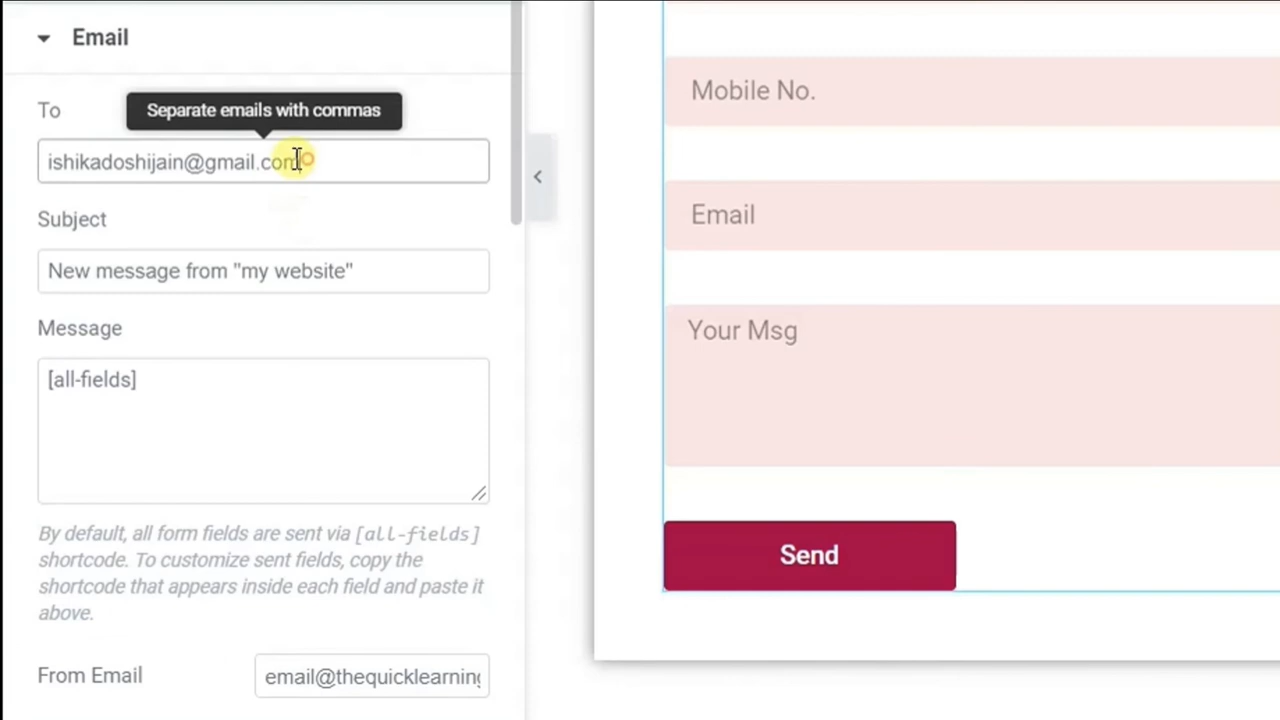 Email
To
Separate emails with commas
ishikadoshijain@gmail.com
Subject
New message from "my website"
Message
[all-fields]
By default, all form fields are sent via [all-fields]
shortcode. To customize sent fields, copy the
shortcode that appears inside each field and paste it
above.
From Email
email@thequicklearning
Mobile No.
Email
Your Msg
Send